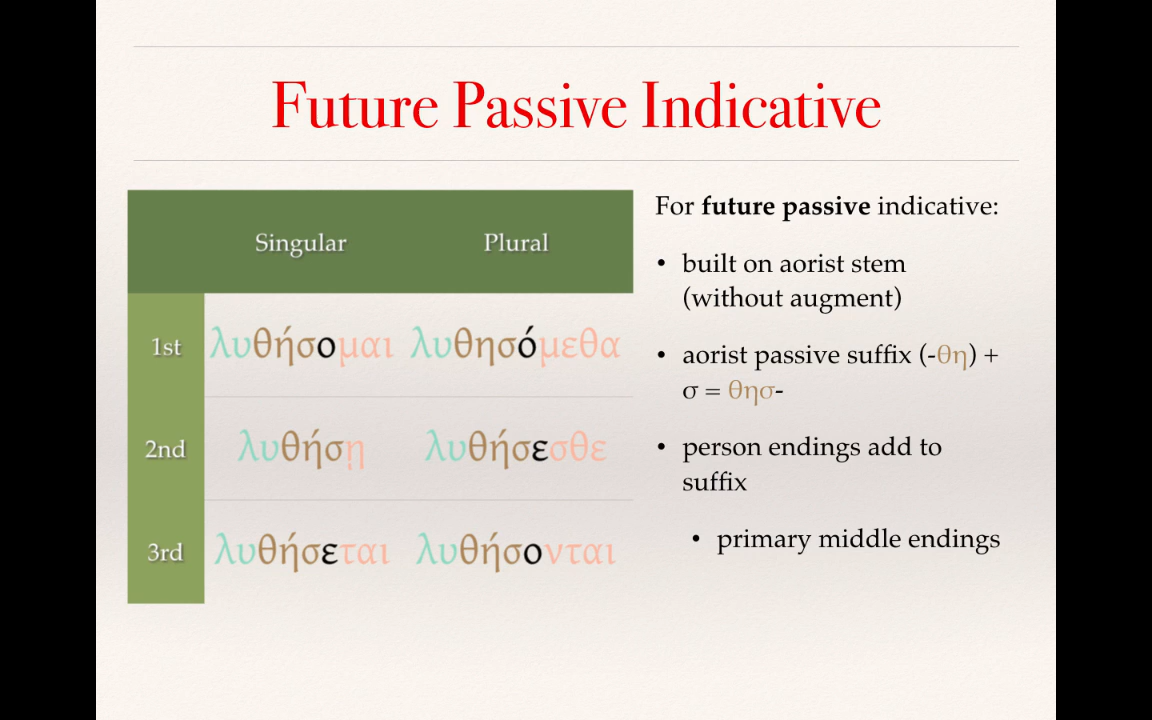 Future Passive Indicative
Singular Plural
1st λυθήσομαι λυθησόμεθα
2nd λυθήσῃ λυθήσεσθε
3rd λυθήσεται λυθήσονται
For future passive indicative:
• built on aorist stem
(without augment)
• aorist passive suffix (-θη) +
σ = θησ-
• person endings add to
suffix
• primary middle endings